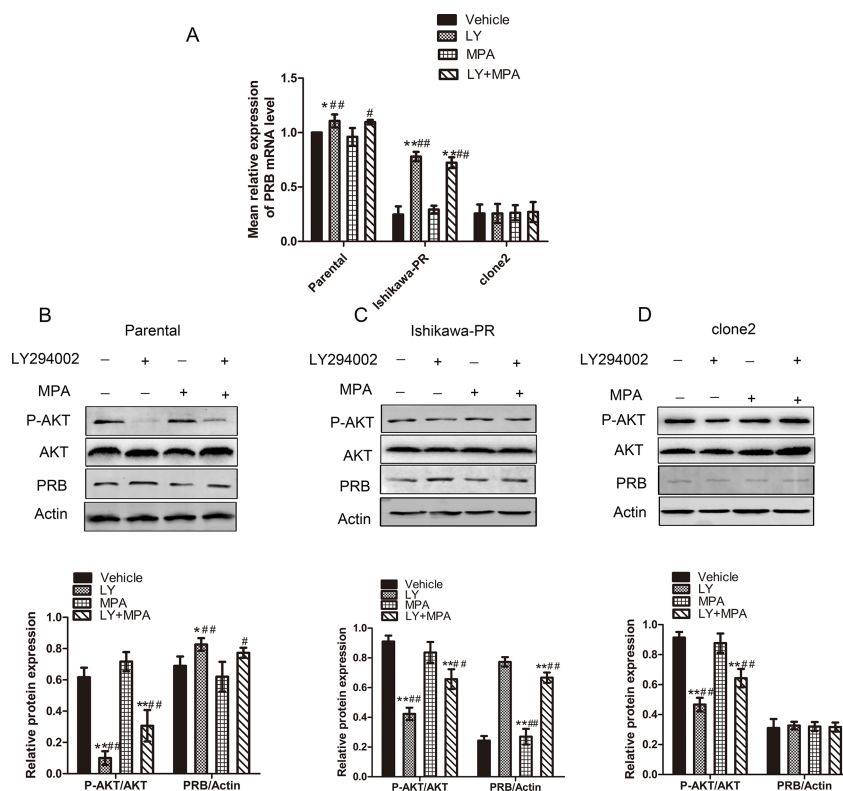 A
Vehicle
LY
MPA
LY+MPA
Mean relative expression
of PRB mRNA level
1.5
1.0
0.5
0.0
* ## #
**## **##
Parental Ishikawa-PR clone2
B
Parental
LY294002 – + – +
MPA – – + +
P-AKT
AKT
PRB
Actin
Vehicle
LY
MPA
LY+MPA
Relative protein expression
1.0
0.8
0.6
0.4
0.2
0.0
**## **## * ## #
P-AKT/AKT PRB/Actin
C
Ishikawa-PR
LY294002 – + – +
MPA – – + +
P-AKT
AKT
PRB
Actin
Vehicle
LY
MPA
LY+MPA
Relative protein expression
1.0
0.8
0.6
0.4
0.2
0.0
**## **## **## **##
P-AKT/AKT PRB/Actin
D
clone2
LY294002 – + – +
MPA – – + +
P-AKT
AKT
PRB
Actin
Vehicle
LY
MPA
LY+MPA
Relative protein expression
1.0
0.8
0.6
0.4
0.2
0.0
**## **##
P-AKT/AKT PRB/Actin